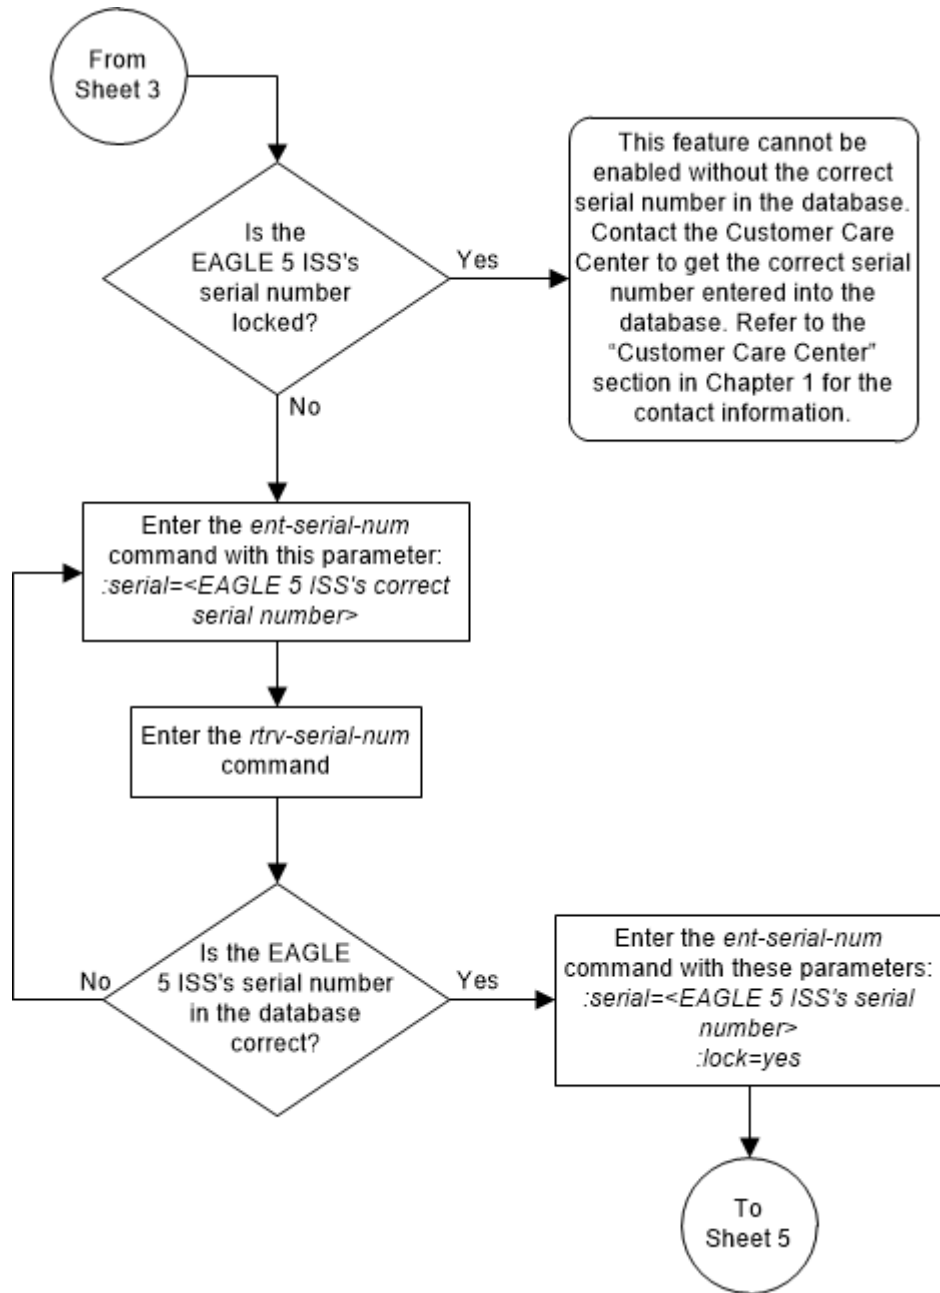 From
Sheet 3
Is the
EAGLE 5 ISS's
serial number
locked?
Yes
This feature cannot be
enabled without the correct
serial number in the database.
Contact the Customer Care
Center to get the correct serial
number entered into the
database. Refer to the
“Customer Care Center”
section in Chapter 1 for the
contact information.
No
Enter the ent-serial-num
command with this parameter:
:serial=<EAGLE 5 ISS's correct
serial number>
Enter the rtrv-serial-num
command
Is the EAGLE
5 ISS's serial number
in the database
correct?
No
Yes
Enter the ent-serial-num
command with these parameters:
:serial=<EAGLE 5 ISS's serial
number>
:lock=yes
To
Sheet 5